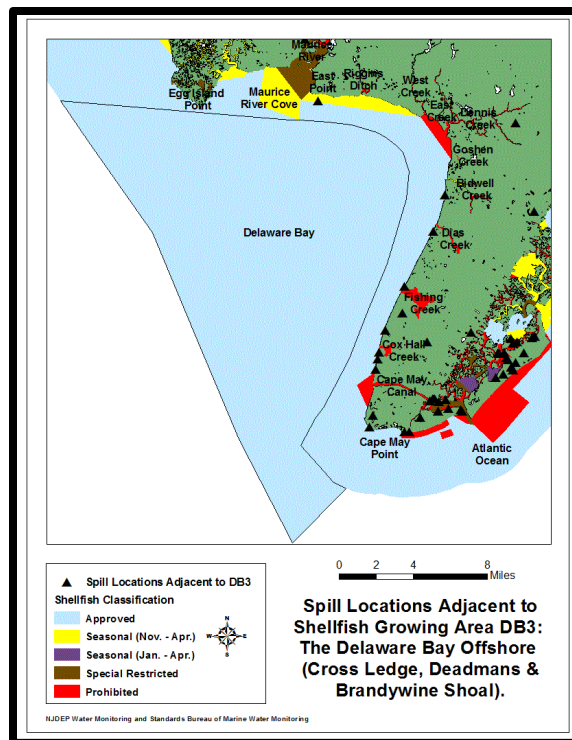 Maurice
River
Egg Island
Point
Maurice
River Cove
East
Point
Riggins
Ditch
West
Creek
East
Creek
Dennis
Creek
Goshen
Creek
Bidwell
Creek
Delaware Bay
Dias
Creek
Fishing
Creek
Cox Hall
Creek
Cape May
Canal
Cape May
Point
Atlantic
Ocean
Spill Locations Adjacent to DB3
Shellfish Classification
Approved
Seasonal (Nov. - Apr.)
Seasonal (Jan. - Apr.)
Special Restricted
Prohibited
N
W E
S
0 2 4 8
Miles
Spill Locations Adjacent to
Shellfish Growing Area DB3:
The Delaware Bay Offshore
(Cross Ledge, Deadmans &
Brandywine Shoal).
NJDEP Water Monitoring and Standards Bureau of Marine Water Monitoring